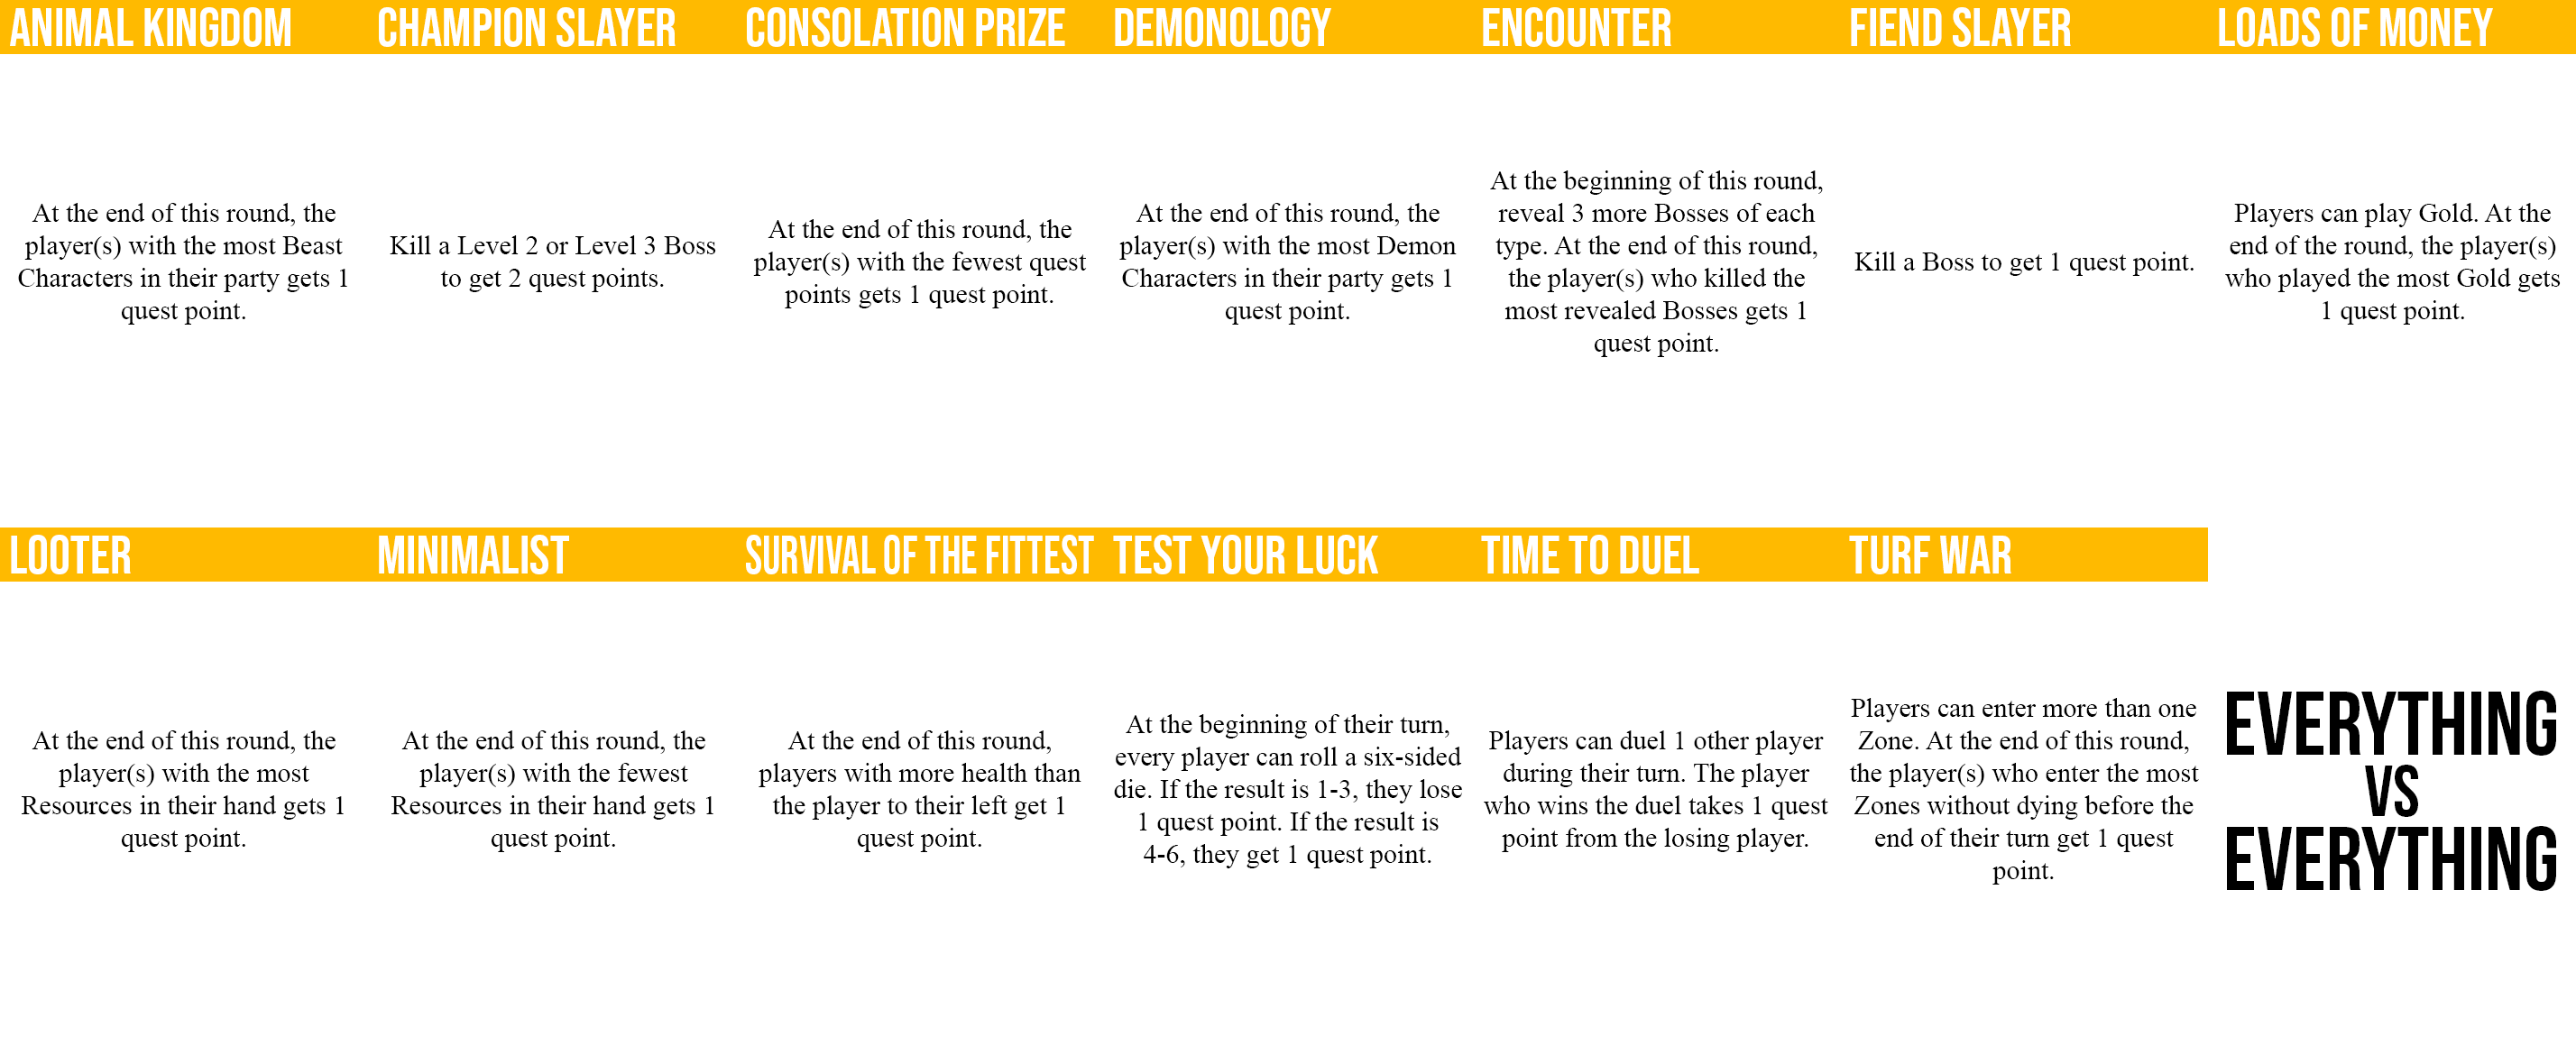 ANIMAL KINGDOM
At the end of this round, the
player(s) with the most Beast
Characters in their party gets 1
quest point.
CHAMPION SLAYER
Kill a Level 2 or Level 3 Boss
to get 2 quest points.
CONSOLATION PRIZE
At the end of this round, the
player(s) with the fewest quest
points gets 1 quest point.
DEMONOLOGY
At the end of this round, the
player(s) with the most Demon
Characters in their party gets 1
quest point.
ENCOUNTER
At the beginning of this round,
reveal 3 more Bosses of each
type. At the end of this round,
the player(s) who killed the
most revealed Bosses gets 1
quest point.
FIEND SLAYER
Kill a Boss to get 1 quest point.
LOADS OF MONEY
Players can play Gold. At the
end of the round, the player(s)
who played the most Gold gets
1 quest point.
LOOTER
At the end of this round, the
player(s) with the most
Resources in their hand gets 1
quest point.
MINIMALIST
At the end of this round, the
player(s) with the fewest
Resources in their hand gets 1
quest point.
SURVIVAL OF THE FITTEST
At the end of this round,
players with more health than
the player to their left get 1
quest point.
TEST YOUR LUCK
At the beginning of their turn,
every player can roll a six-sided
die. If the result is 1-3, they lose
1 quest point. If the result is
4-6, they get 1 quest point.
TIME TO DUEL
Players can duel 1 other player
during their turn. The player
who wins the duel takes 1 quest
point from the losing player.
TURF WAR
Players can enter more than one
Zone. At the end of this round,
the player(s) who enter the most
Zones without dying before the
end of their turn get 1 quest
point.
EVERYTHING
VS
EVERYTHING